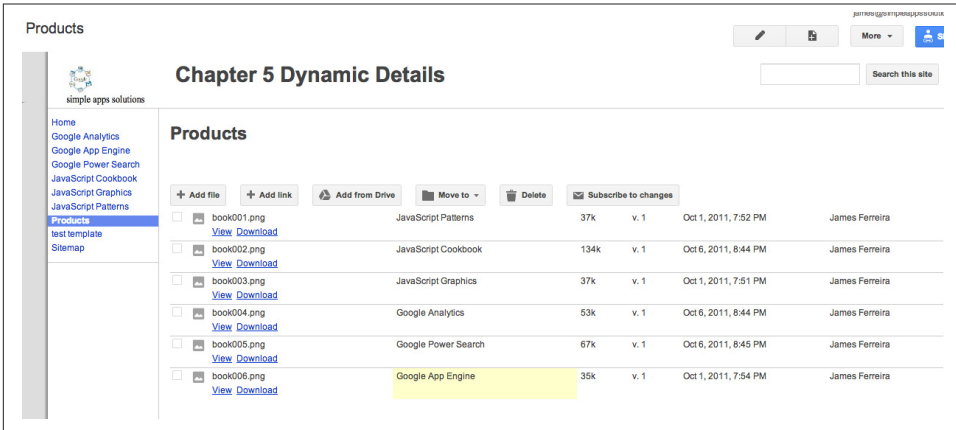 Products
More
Chapter 5 Dynamic Details
Search this site
simple apps solutions
Home
Google Analytics
Google App Engine
Google Power Search
JavaScript Cookbook
JavaScript Graphics
JavaScript Patterns
Products
test template
Sitemap
Products
Add file Add link Add from Drive Move to Delete Subscribe to changes
book001.png JavaScript Patterns 37k v. 1 Oct 1, 2011, 7:52 PM James Ferreira
View Download
book002.png JavaScript Cookbook 134k v. 1 Oct 6, 2011, 8:44 PM James Ferreira
View Download
book003.png JavaScript Graphics 37k v. 1 Oct 1, 2011, 7:51 PM James Ferreira
View Download
book004.png Google Analytics 53k v. 1 Oct 6, 2011, 8:44 PM James Ferreira
View Download
book005.png Google Power Search 67k v. 1 Oct 6, 2011, 8:45 PM James Ferreira
View Download
book006.png Google App Engine 35k v. 1 Oct 1, 2011, 7:54 PM James Ferreira
View Download